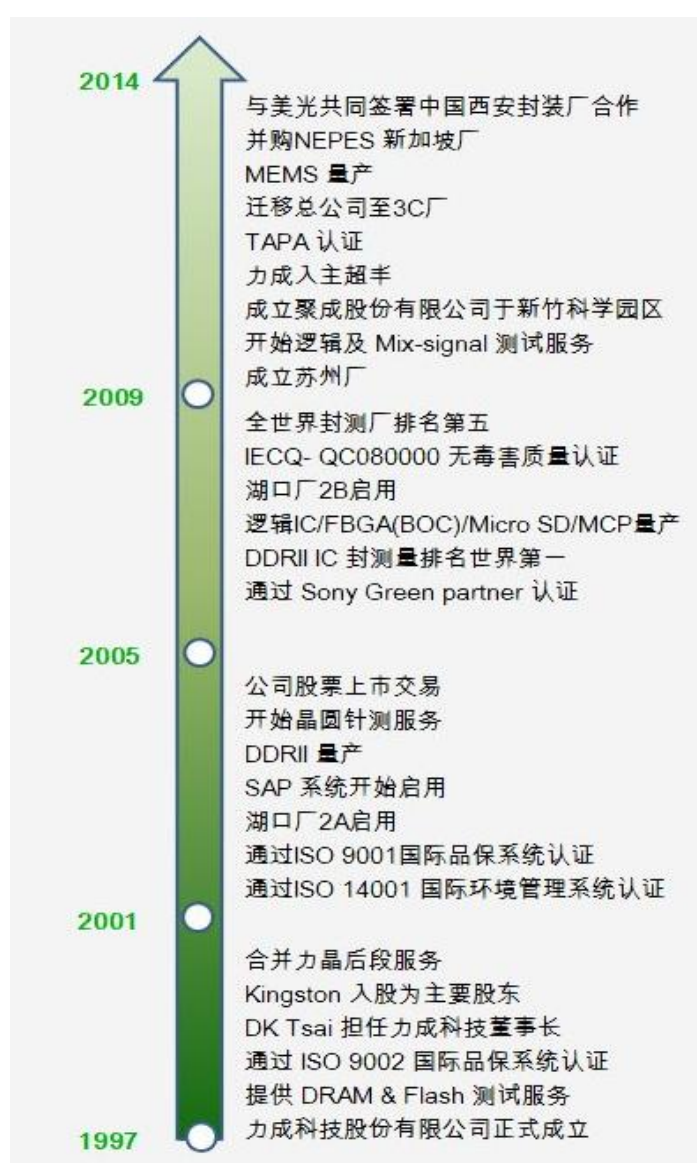 2014
与美光共同签署中国西安封装厂合作
并购NEPES 新加坡厂
MEMS 量产
迁移总公司至3C厂
TAPA 认证
力成入主超丰
成立聚成股份有限公司于新竹科学园区
开始逻辑及 Mix-signal 测试服务
成立苏州厂
2009
全世界封测厂排名第五
IECQ- QC080000 无毒害质量认证
湖口厂2B启用
逻辑IC/FBGA(BOC)/Micro SD/MCP量产
DDRII IC 封测量排名世界第一
通过 Sony Green partner 认证
2005
公司股票上市交易
开始晶圆针测服务
DDRII 量产
SAP 系统开始启用
湖口厂2A启用
通过ISO 9001国际品保系统认证
通过ISO 14001 国际环境管理系统认证
2001
合并力晶后段服务
Kingston 入股为主要股东
DK Tsai 担任力成科技董事长
通过 ISO 9002 国际品保系统认证
提供 DRAM & Flash 测试服务
力成科技股份有限公司正式成立
1997